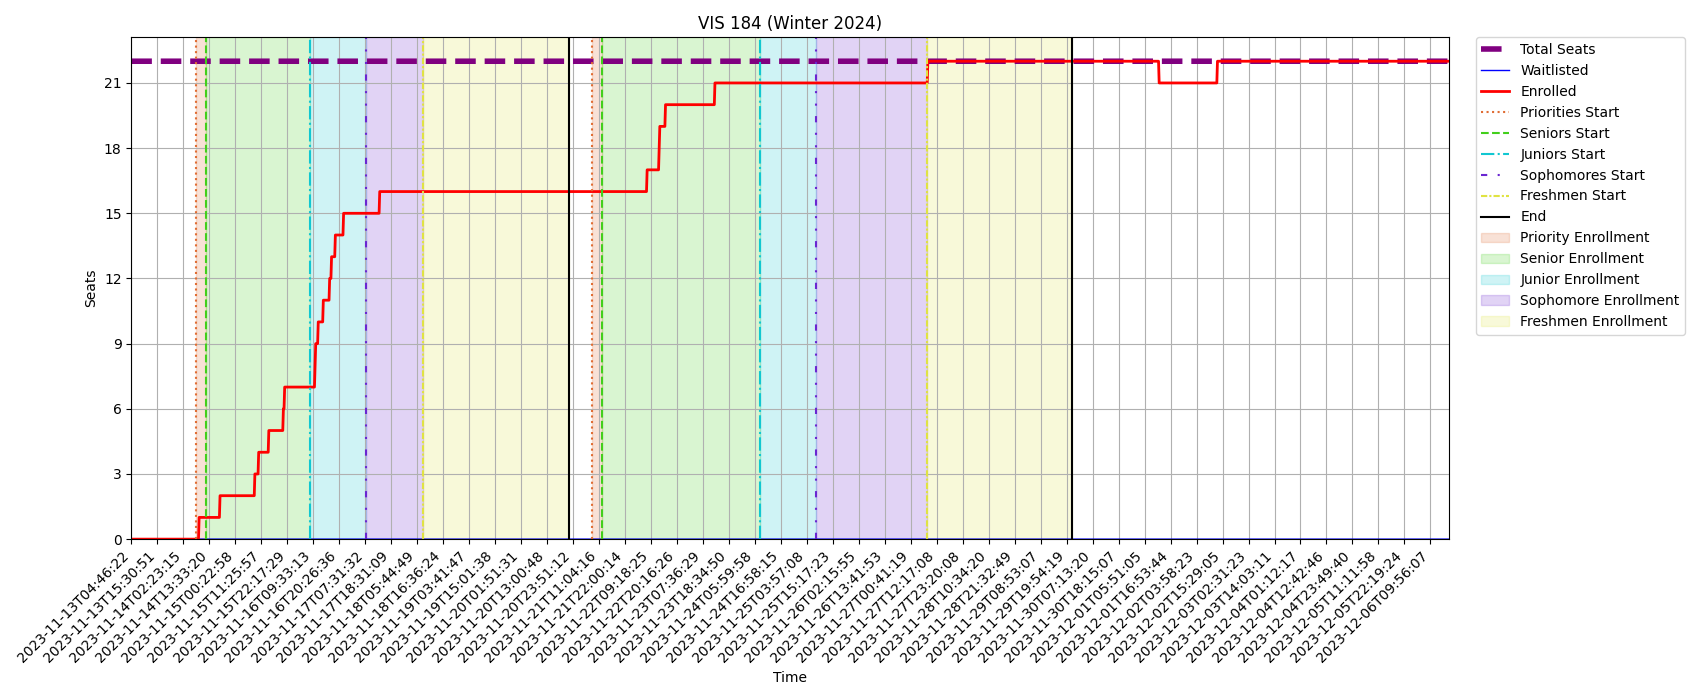 VIS 184 (Winter 2024)
Seats
21
18
15
12
9
6
3
0
2023-11-13T04:46:22
2023-11-13T15:30:51
2023-11-14T02:23:15
2023-11-14T13:33:20
2023-11-15T00:22:58
2023-11-15T11:25:57
2023-11-15T22:17:29
2023-11-16T09:33:13
2023-11-16T20:26:36
2023-11-17T07:31:32
2023-11-17T18:31:09
2023-11-18T05:44:49
2023-11-18T16:36:24
2023-11-19T03:41:47
2023-11-19T15:01:38
2023-11-20T01:51:31
2023-11-20T13:00:48
2023-11-20T23:51:12
2023-11-21T11:04:16
2023-11-21T22:00:14
2023-11-22T09:18:25
2023-11-22T20:16:26
2023-11-23T07:36:29
2023-11-23T18:34:50
2023-11-24T05:59:58
2023-11-24T16:58:15
2023-11-25T03:57:08
2023-11-25T15:17:23
2023-11-26T02:15:55
2023-11-26T13:41:53
2023-11-27T00:41:19
2023-11-27T12:17:08
2023-11-27T23:20:08
2023-11-28T10:34:20
2023-11-28T21:32:49
2023-11-29T08:53:07
2023-11-29T19:54:19
2023-11-30T07:13:20
2023-11-30T18:15:07
2023-12-01T05:51:05
2023-12-01T16:53:44
2023-12-02T03:58:23
2023-12-02T15:29:05
2023-12-03T02:31:23
2023-12-03T14:03:11
2023-12-04T01:12:17
2023-12-04T12:42:46
2023-12-04T23:49:40
2023-12-05T11:11:58
2023-12-05T22:19:24
2023-12-06T09:56:07
Time
Total Seats
Waitlisted
Enrolled
Priorities Start
Seniors Start
Juniors Start
Sophomores Start
Freshmen Start
End
Priority Enrollment
Senior Enrollment
Junior Enrollment
Sophomore Enrollment
Freshmen Enrollment